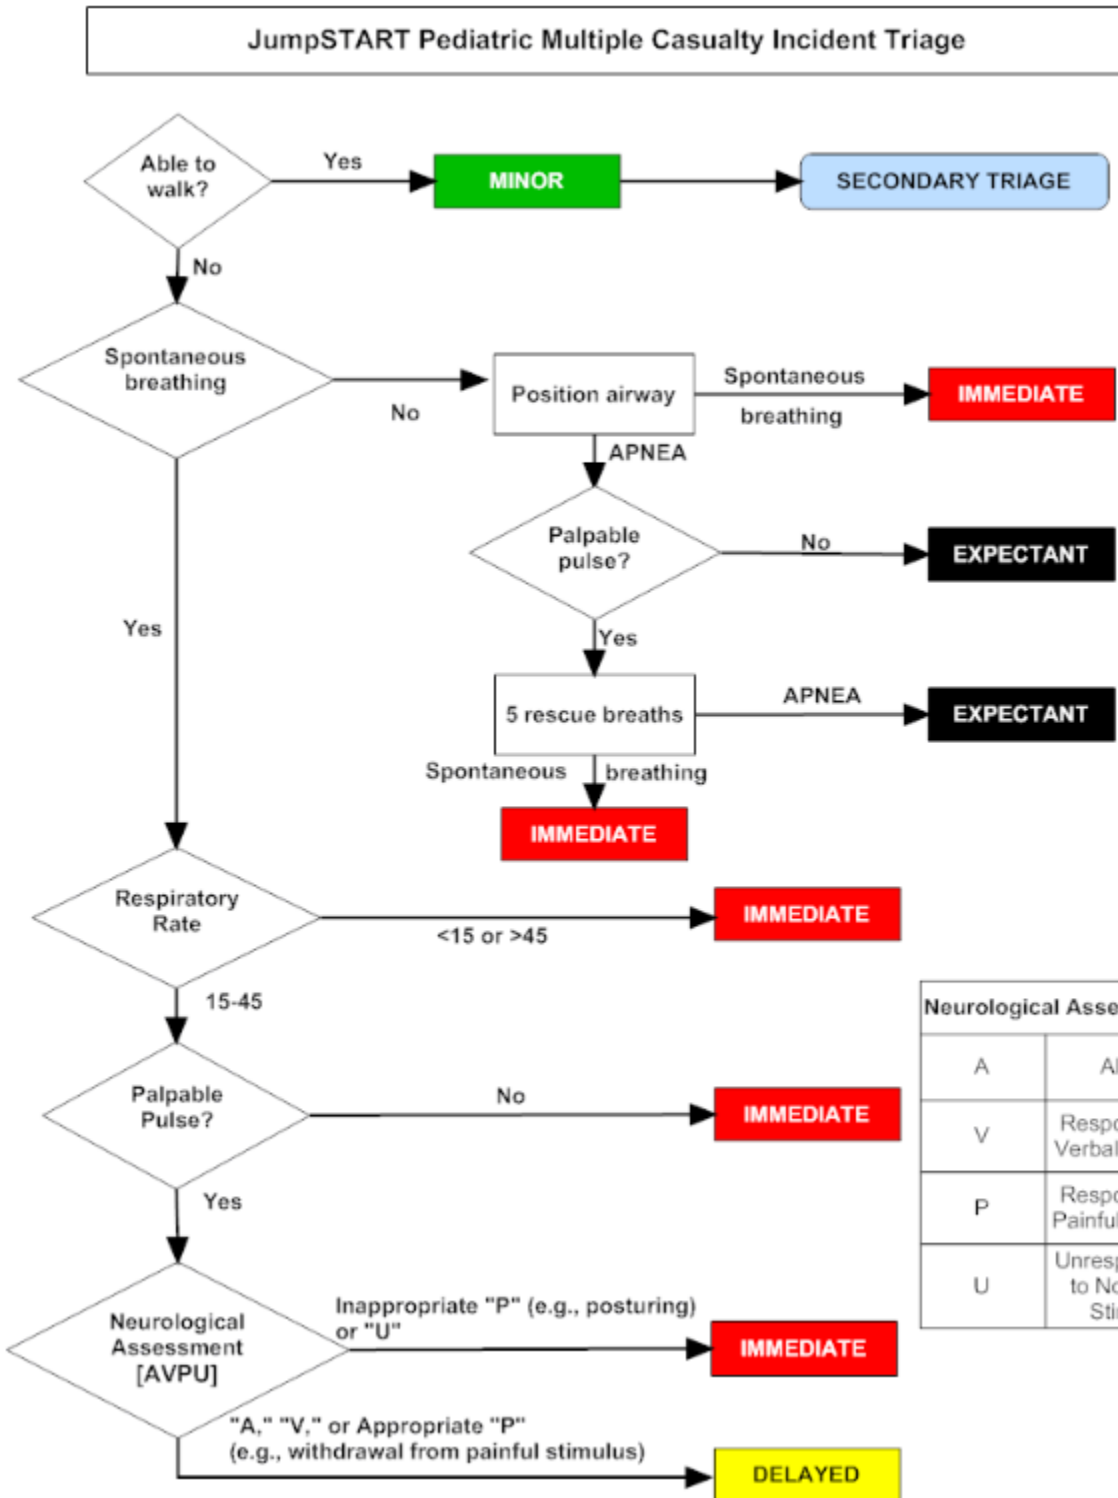 JumpSTART Pediatric Multiple Casualty Incident Triage
Able to
walk?
Yes
MINOR
SECONDARY TRIAGE
No
Spontaneous
breathing
No
Position airway
Spontaneous
breathing
IMMEDIATE
APNEA
Palpable
pulse?
No
EXPECTANT
Yes
Yes
5 rescue breaths
APNEA
EXPECTANT
Spontaneous breathing
IMMEDIATE
Respiratory
Rate
<15 or >45
IMMEDIATE
15-45
Palpable
Pulse?
No
IMMEDIATE
Yes
Neurological
Assessment
[AVPU]
Inappropriate "P" (e.g., posturing)
or "U"
IMMEDIATE
"A," "V," or Appropriate "P"
(e.g., withdrawal from painful stimulus)
DELAYED
Neurological
A
V
Verbal
P
Painful
U
to